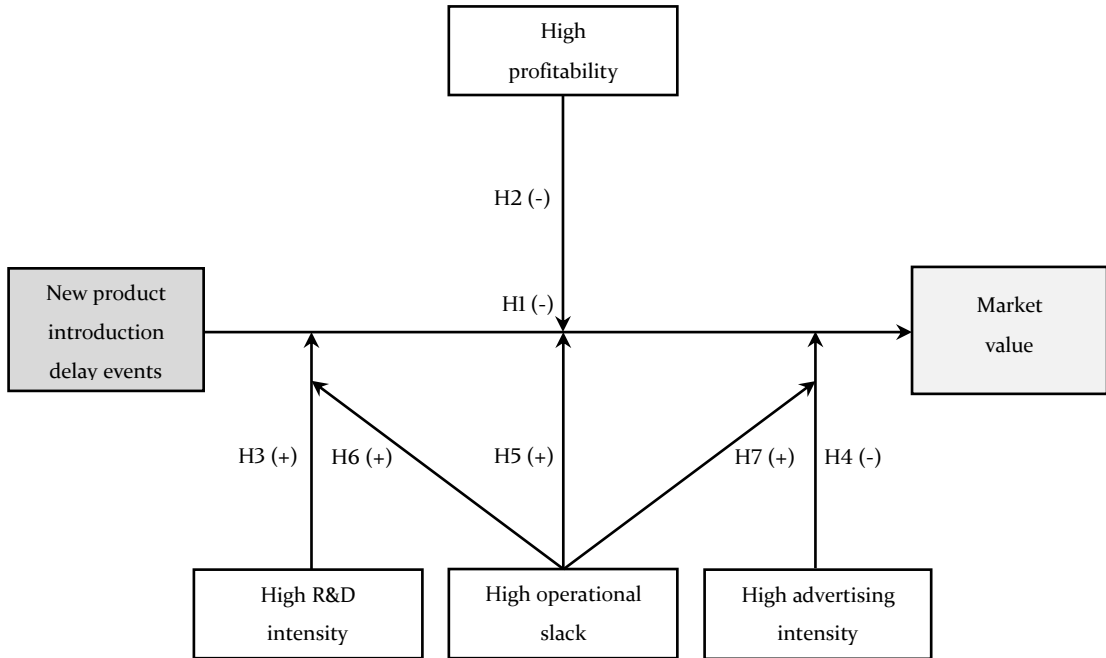 High
profitability
H2 (-)
New product
introduction
delay events
H1 (-)
Market
value
H3 (+)
H6 (+)
H5 (+)
H7 (+)
H4 (-)
High R&D
intensity
High operational
slack
High advertising
intensity